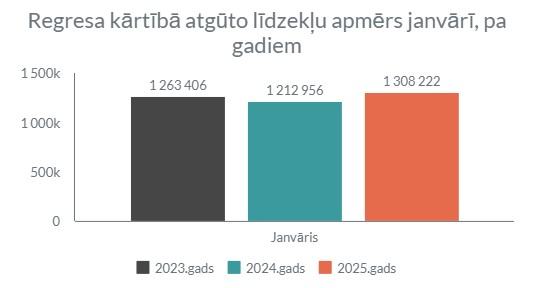 Regresa kārtībā atgūto līdzekļu apmērs janvārī, pa
gadiem
1 500k
1 000k
500k
0
1 263 406
1 212 956
1 308 222
Janvāris
2023.gads 2024.gads 2025.gads